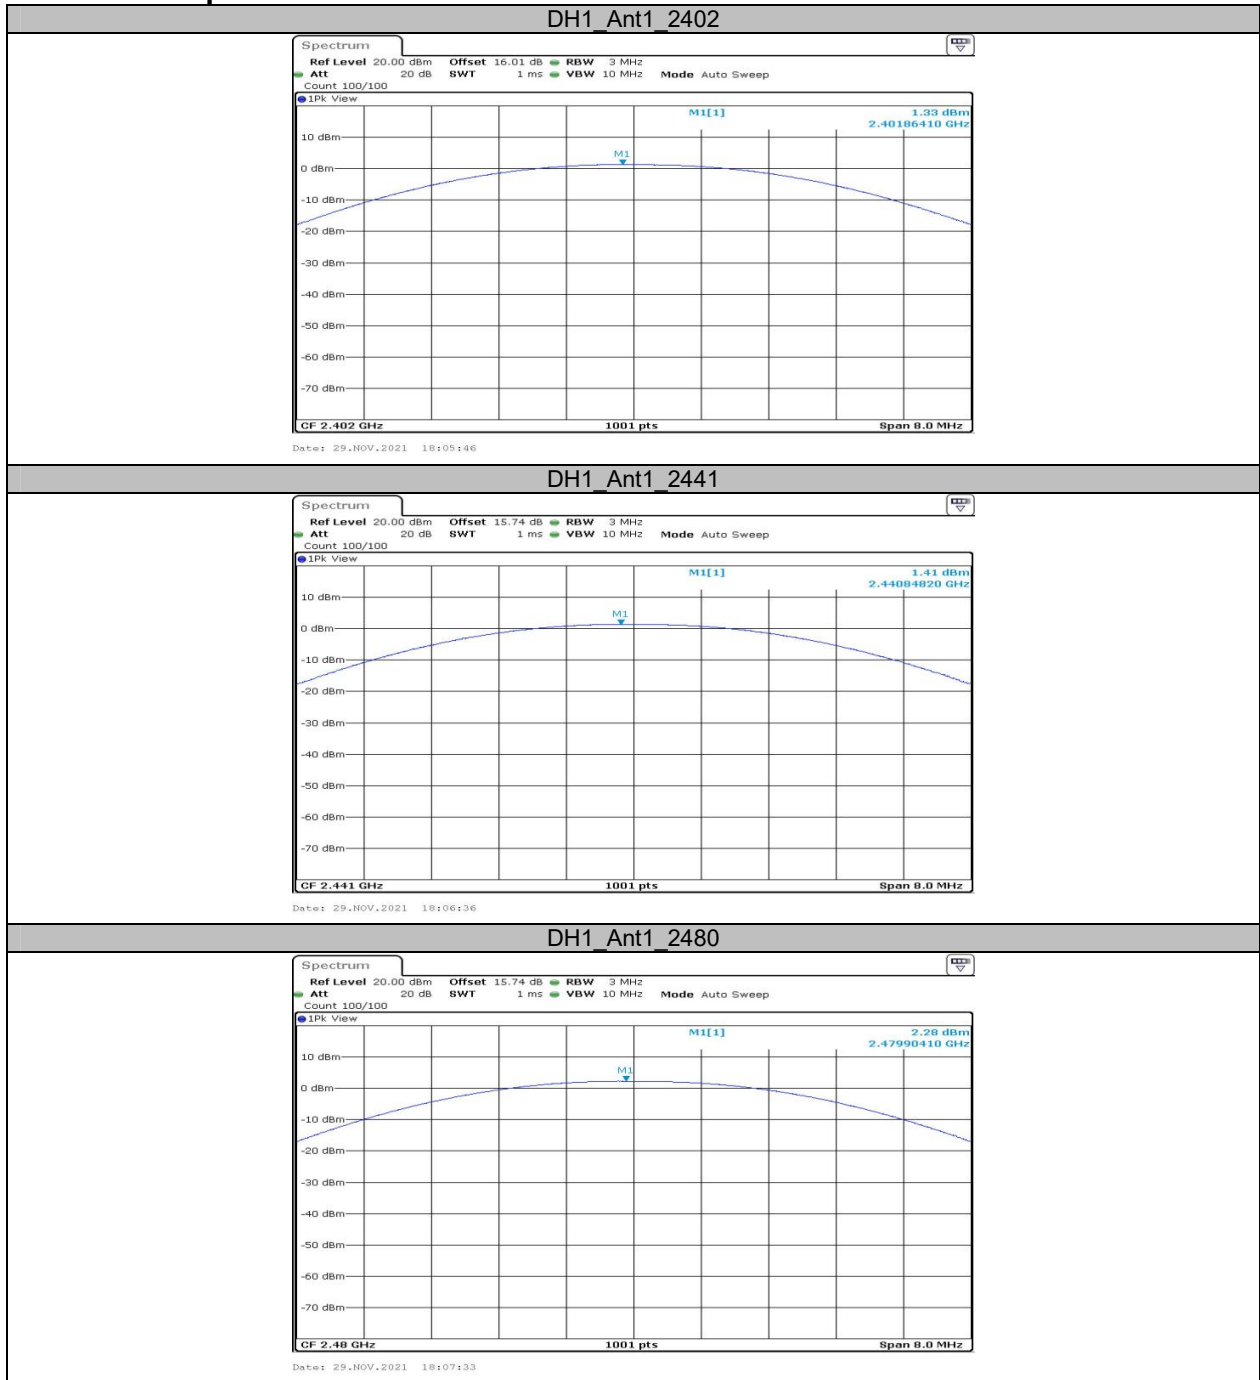 DH1_Ant1_2402
Spectrum
Ref Level 20.00 dBm Offset 16.01 dB RBW 3 MHz
Att 20 dB SWT 1 ms VBW 10 MHz Mode Auto Sweep
Count 100/100
1Pk View
M1[1] 1.33 dBm
2.40186410 GHz
10 dBm
M1
0 dBm
-10 dBm
-20 dBm
-30 dBm
-40 dBm
-50 dBm
-60 dBm
-70 dBm
CF 2.402 GHz 1001 pts Span 8.0 MHz
Date: 29.NOV.2021 18:05:46
DH1_Ant1_2441
Spectrum
Ref Level 20.00 dBm Offset 15.74 dB RBW 3 MHz
Att 20 dB SWT 1 ms VBW 10 MHz Mode Auto Sweep
Count 100/100
1Pk View
M1[1] 1.41 dBm
2.44084820 GHz
10 dBm
M1
0 dBm
-10 dBm
-20 dBm
-30 dBm
-40 dBm
-50 dBm
-60 dBm
-70 dBm
CF 2.441 GHz 1001 pts Span 8.0 MHz
Date: 29.NOV.2021 18:06:36
DH1_Ant1_2480
Spectrum
Ref Level 20.00 dBm Offset 15.74 dB RBW 3 MHz
Att 20 dB SWT 1 ms VBW 10 MHz Mode Auto Sweep
Count 100/100
1Pk View
M1[1] 2.28 dBm
2.47990410 GHz
10 dBm
M1
0 dBm
-10 dBm
-20 dBm
-30 dBm
-40 dBm
-50 dBm
-60 dBm
-70 dBm
CF 2.48 GHz 1001 pts Span 8.0 MHz
Date: 29.NOV.2021 18:07:33